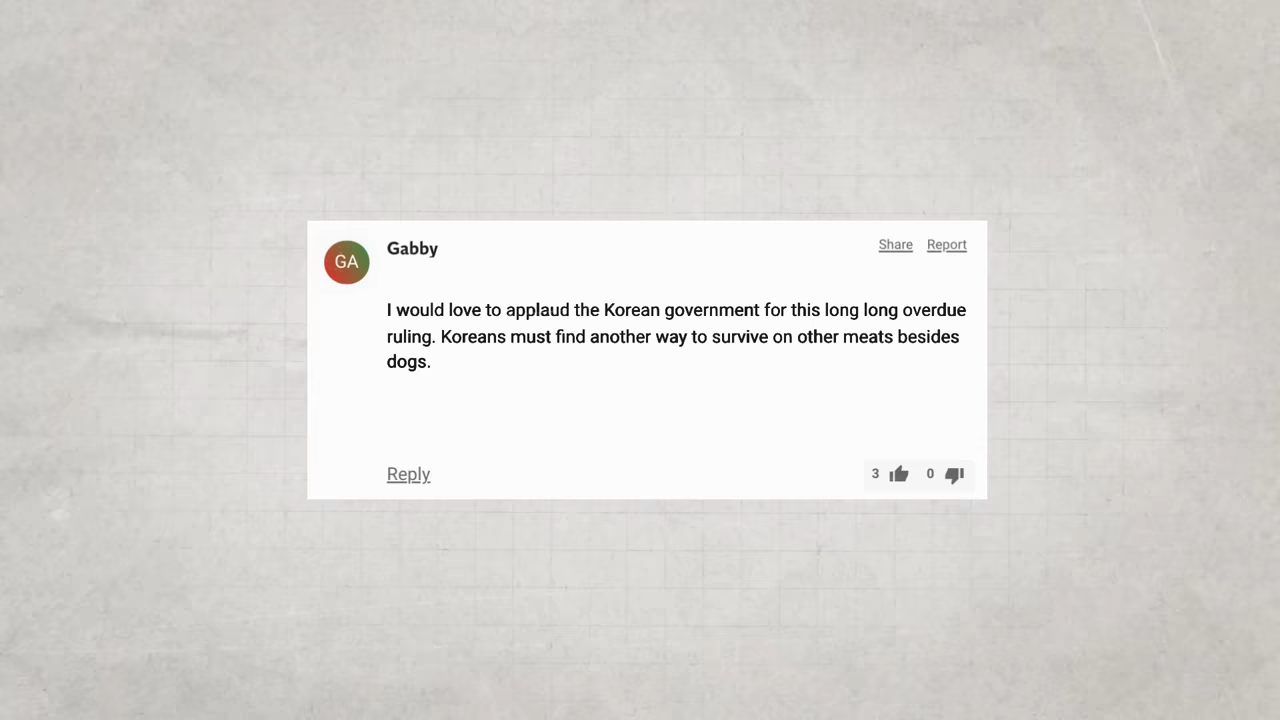 GA
Gabby
Share Report
I would love to applaud the Korean government for this long long overdue
ruling. Koreans must find another way to survive on other meats besides
dogs.
Reply
3 0